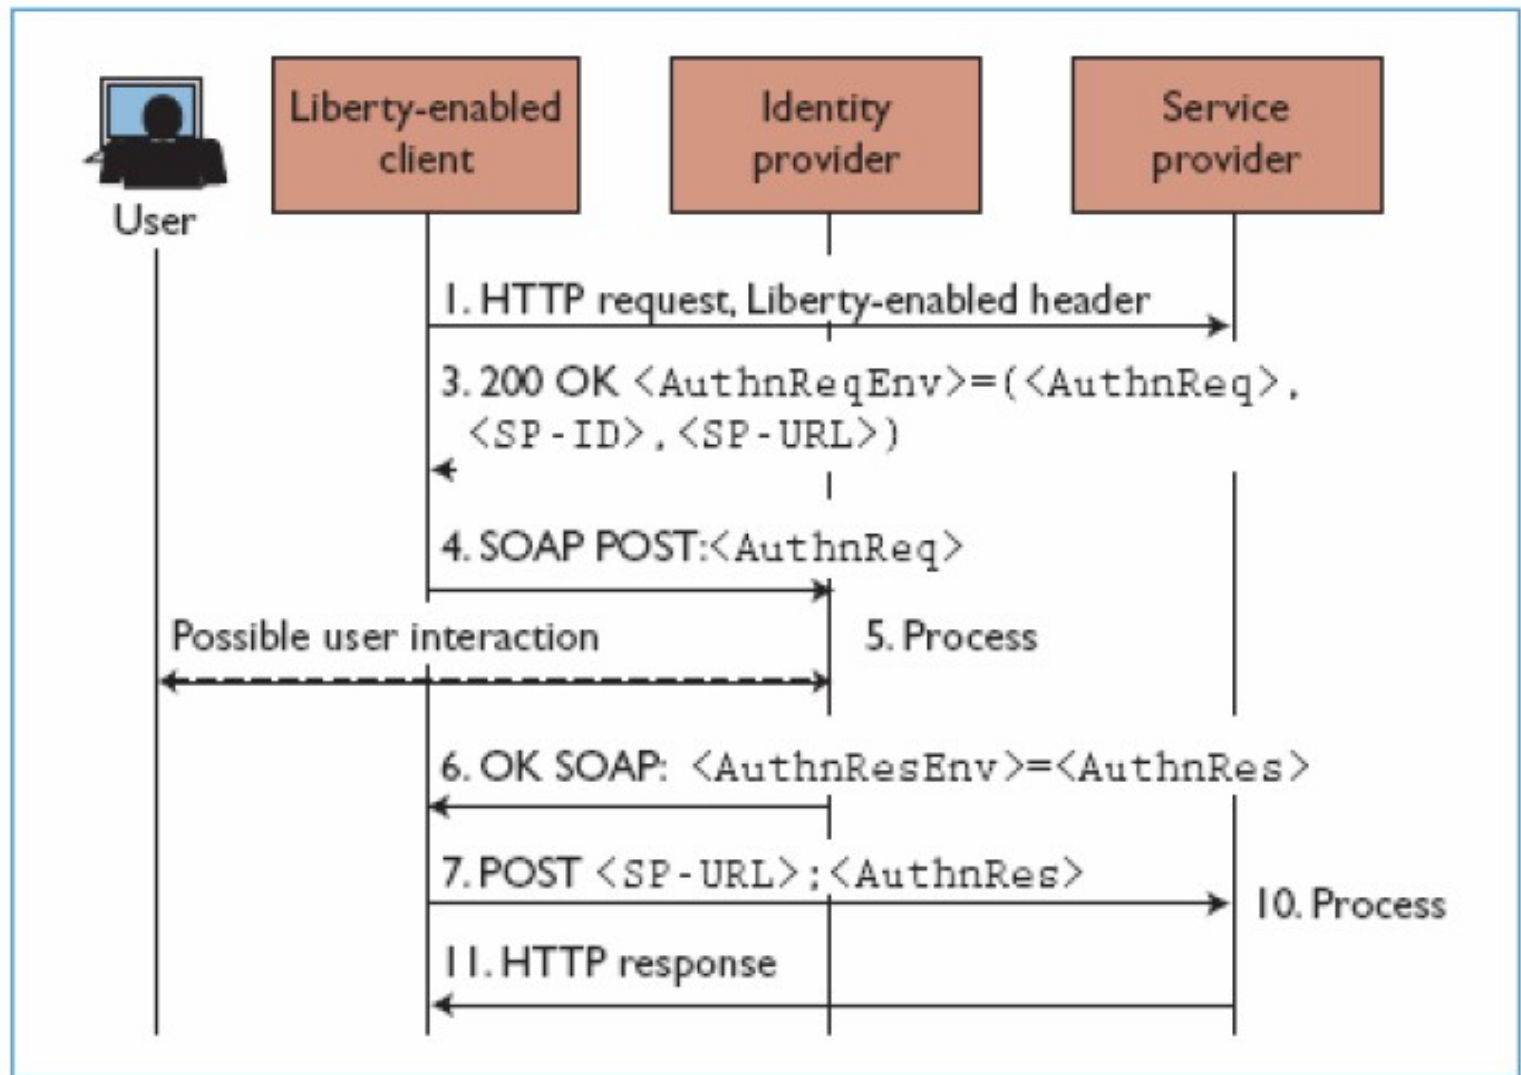 Liberty-enabled
client
Identity
provider
Service
provider
User
1. HTTP request, Liberty-enabled header
3. 200 OK <AuthnReqEnv>=(<AuthnReq>,
<SP-ID>,<SP-URL>)
4. SOAP POST:<AuthnReq>
Possible user interaction
5. Process
6. OK SOAP: <AuthnResEnv>=<AuthnRes>
7. POST <SP-URL>:<AuthnRes>
10. Process
11. HTTP response